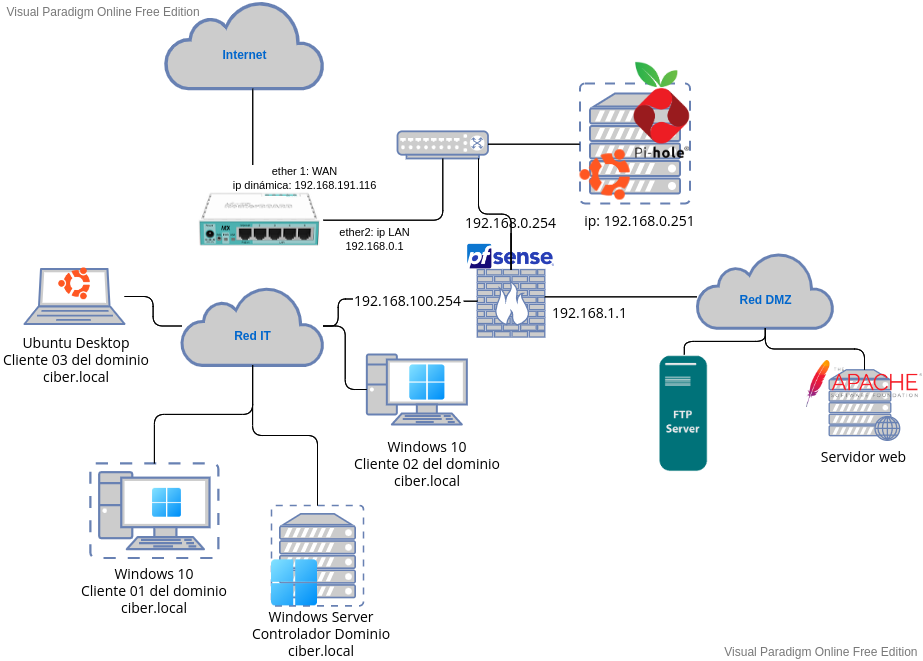 Visual Paradigm Online Free Edition
Internet
ether 1: WAN
ip dinámica: 192.168.191.116
ether2: ip LAN
192.168.0.1
Pi-hole
ip: 192.168.0.251
192.168.0.254
pfsense
192.168.100.254
192.168.1.1
Red DMZ
Red IT
Ubuntu Desktop
Cliente 03 del dominio
ciber.local
Windows 10
Cliente 02 del dominio
ciber.local
FTP
Server
THE
APACHE
SOFTWARE FOUNDATION
Servidor web
Windows 10
Cliente 01 del dominio
ciber.local
Windows Server
Controlador Dominio
ciber.local
Visual Paradigm Online Free Edition